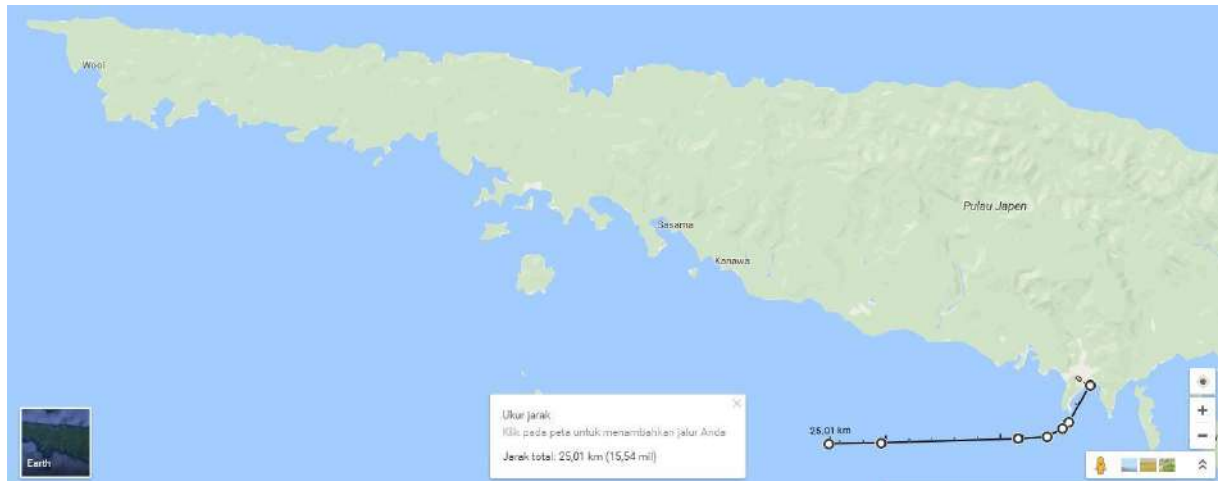 Wooi
Pulau Japen
Sasama
Kanawa
0
25,01 km
Ukur jarak
Klik pada peta untuk menambahkan jalur Anda
Jarak total: 25,01 km (15,54 mil)
Earth